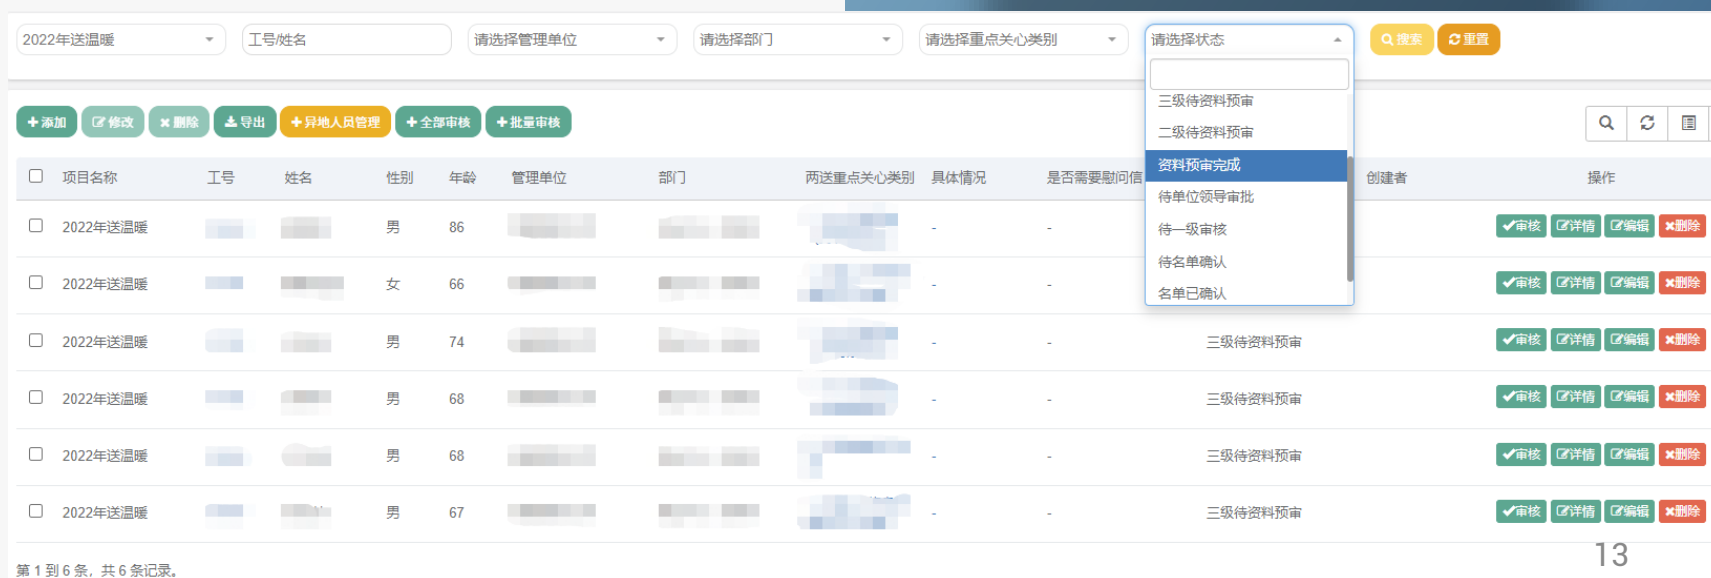 2022年送温暖 工号/姓名 请选择管理单位 请选择部门 请选择重点关心类别 请选择状态 搜索 重置
三级待资料预审
二级待资料预审
资料预审完成
待单位领导审批
待一级审核
待名单确认
名单已确认
添加 修改 删除 导出 异地人员管理 全部审核 批量审核
项目名称 工号 姓名 性别 年龄 管理单位 部门 两送重点关心类别 具体情况 是否需要慰问信 创建者 操作
2022年送温暖 男 86 - - 审核 详情 编辑 删除
2022年送温暖 女 66 - - 审核 详情 编辑 删除
2022年送温暖 男 74 - - 三级待资料预审 审核 详情 编辑 删除
2022年送温暖 男 68 - - 三级待资料预审 审核 详情 编辑 删除
2022年送温暖 男 68 - - 三级待资料预审 审核 详情 编辑 删除
2022年送温暖 男 67 - - 三级待资料预审 审核 详情 编辑 删除
第 1 到 6 条，共 6 条记录。
13